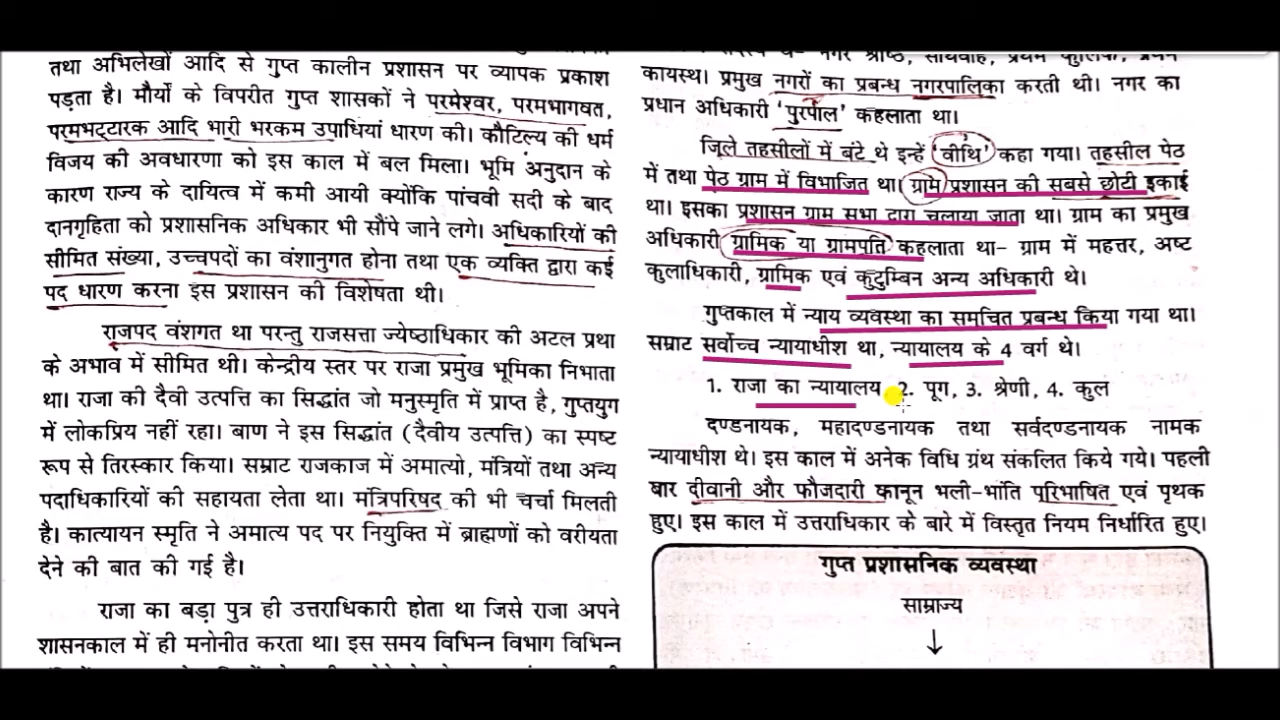 तथा अभिलेखों आदि से गुप्त कालीन प्रशासन पर व्यापक प्रकाश
पड़ता है। मौर्यों के विपरीत गुप्त शासकों ने परमेश्वर, परमभागवत,
परमभट्टारक आदि भारी भरकम उपाधियां धारण की। कौटिल्य की धर्म
विजय की अवधारणा को इस काल में बल मिला। भूमि अनुदान के
कारण राज्य के दायित्व में कमी आयी क्योंकि पांचवी सदी के बाद
दानगृहिता को प्रशासनिक अधिकार भी सौंपे जाने लगे। अधिकारियों की
सीमित संख्या, उच्चपदों का वंशानुगत होना तथा एक व्यक्ति द्वारा कई
पद धारण करना इस प्रशासन की विशेषता थी।
राजपद वंशगत था परन्तु राजसत्ता ज्येष्ठाधिकार की अटल प्रथा
के अभाव में सीमित थी। केन्द्रीय स्तर पर राजा प्रमुख भूमिका निभाता
था। राजा की दैवी उत्पत्ति का सिद्धांत जो मनुस्मृति में प्राप्त है, गुप्तयुग
में लोकप्रिय नहीं रहा। बाण ने इस सिद्धांत (दैवीय उत्पत्ति) का स्पष्ट
रूप से तिरस्कार किया। सम्राट राजकाज में अमात्यो, मंत्रियों तथा अन्य
पदाधिकारियों की सहायता लेता था। मंत्रिपरिषद की भी चर्चा मिलती
है। कात्यायन स्मृति ने अमात्य पद पर नियुक्ति में ब्राह्मणों को वरीयता
देने की बात की गई है।
राजा का बड़ा पुत्र ही उत्तराधिकारी होता था जिसे राजा अपने
शासनकाल में ही मनोनीत करता था। इस समय विभिन्न विभाग विभिन्न
कायस्थ। प्रमुख नगरों का प्रबन्ध नगरपालिका करती थी। नगर का
प्रधान अधिकारी 'पुरपाल' कहलाता था।
जिले तहसीलों में बंटे थे इन्हें 'वीथि' कहा गया। तहसील पेठ
में तथा पेठ ग्राम में विभाजित था। ग्राम प्रशासन की सबसे छोटी इकाई
था। इसका प्रशासन ग्राम सभा द्वारा चलाया जाता था। ग्राम का प्रमुख
अधिकारी ग्रामिक या ग्रामपति कहलाता था– ग्राम में महत्तर, अष्ट
कुलाधिकारी, ग्रामिक एवं कुटुम्बिन अन्य अधिकारी थे।
गुप्तकाल में न्याय व्यवस्था का समुचित प्रबन्ध किया गया था।
सम्राट सर्वोच्च न्यायाधीश था, न्यायालय के 4 वर्ग थे।
1. राजा का न्यायालय 2. पूग, 3. श्रेणी, 4. कुल
दण्डनायक, महादण्डनायक तथा सर्वदण्डनायक नामक
न्यायाधीश थे। इस काल में अनेक विधि ग्रंथ संकलित किये गये। पहली
बार दीवानी और फौजदारी कानून भली-भांति परिभाषित एवं पृथक
हुए। इस काल में उत्तराधिकार के बारे में विस्तृत नियम निर्धारित हुए।
गुप्त प्रशासनिक व्यवस्था
साम्राज्य